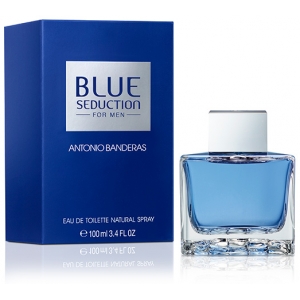 BLUE
SEDUCTION
FOR MEN
ANTONIO BANDERAS
EAU DE TOILETTE NATURAL SPRAY
℮ 100 ml 3.4 FL OZ